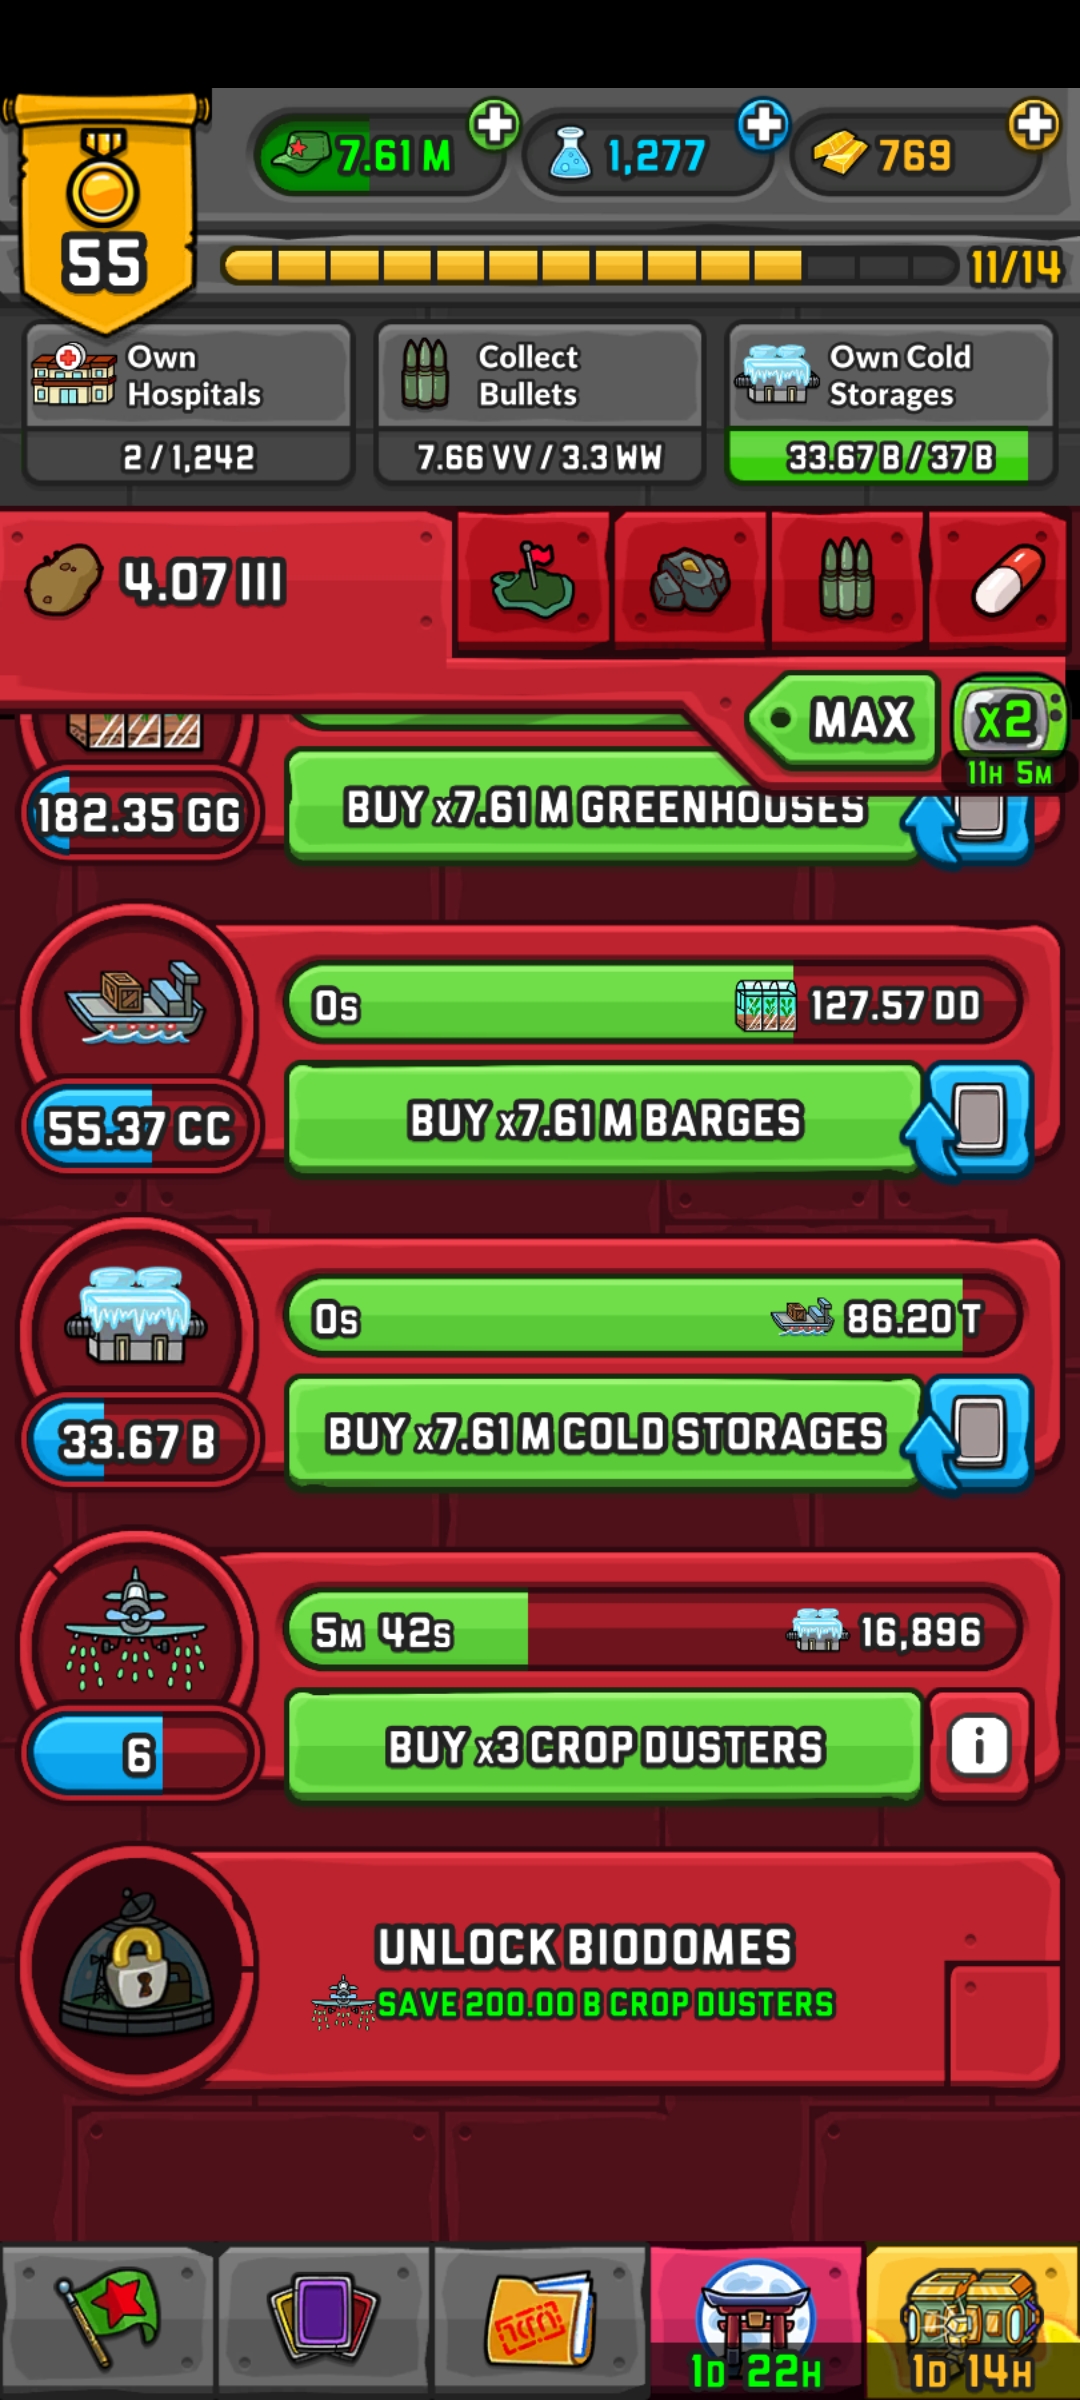 7.61 M
1,277
769
55
11/14
Own
Hospitals
2 / 1,242
Collect
Bullets
7.66 VV / 3.3 WW
Own Cold
Storages
33.67 B / 37 B
4.07 III
MAX
x2
11H 5M
182.35 GG
BUY x7.61 M GREENHOUSES
0s
127.57 DD
55.37 CC
BUY x7.61 M BARGES
0s
86.20 T
33.67 B
BUY x7.61 M COLD STORAGES
5M 42s
16,896
6
BUY x3 CROP DUSTERS
i
UNLOCK BIODOMES
SAVE 200.00 B CROP DUSTERS
1D 22H
1D 14H